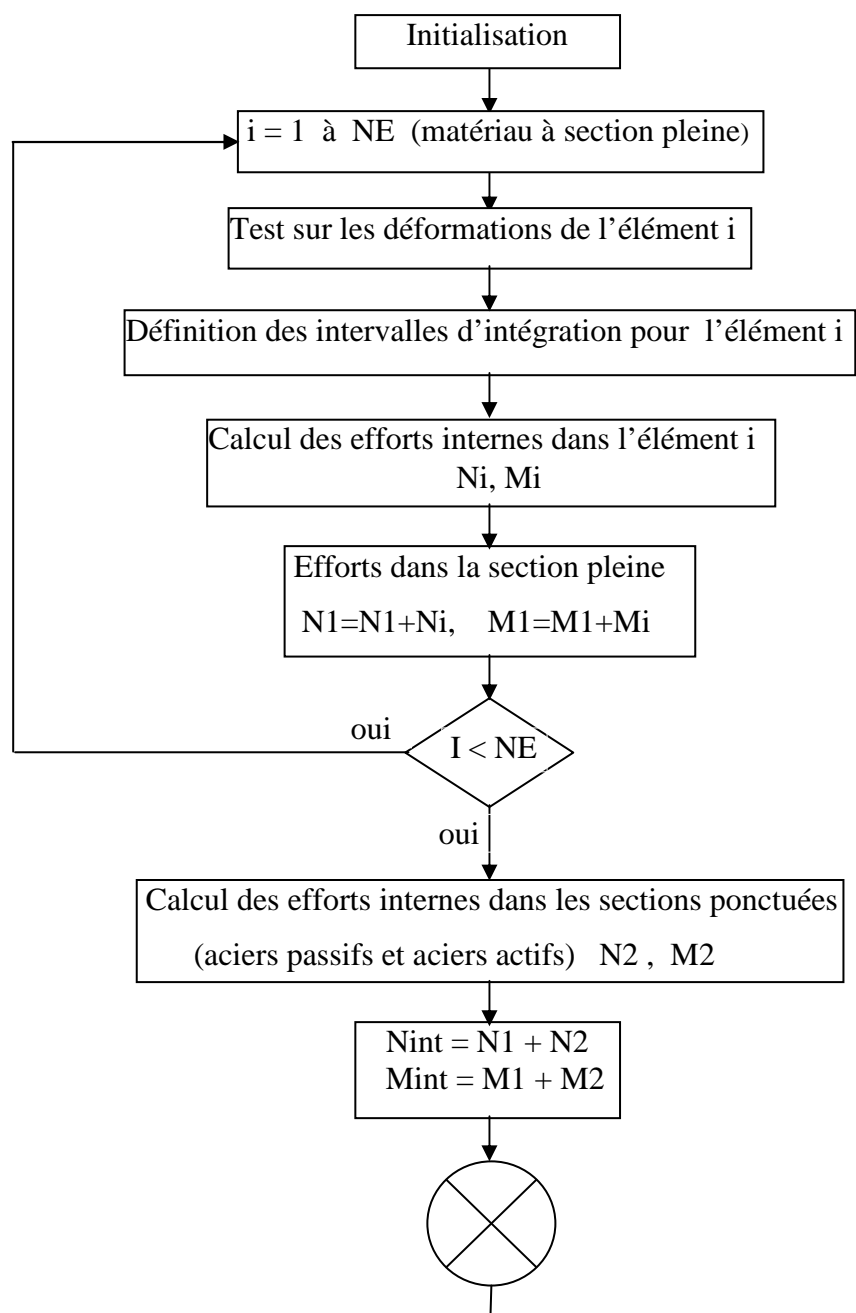 Initialisation
i = 1 à NE (matériau à section pleine)
Test sur les déformations de l’élément i
Définition des intervalles d’intégration pour l’élément i
Calcul des efforts internes dans l’élément i
Ni, Mi
Efforts dans la section pleine
N1=N1+Ni, M1=M1+Mi
oui
I < NE
oui
Calcul des efforts internes dans les sections ponctuées
(aciers passifs et aciers actifs) N2 , M2
Nint = N1 + N2
Mint = M1 + M2